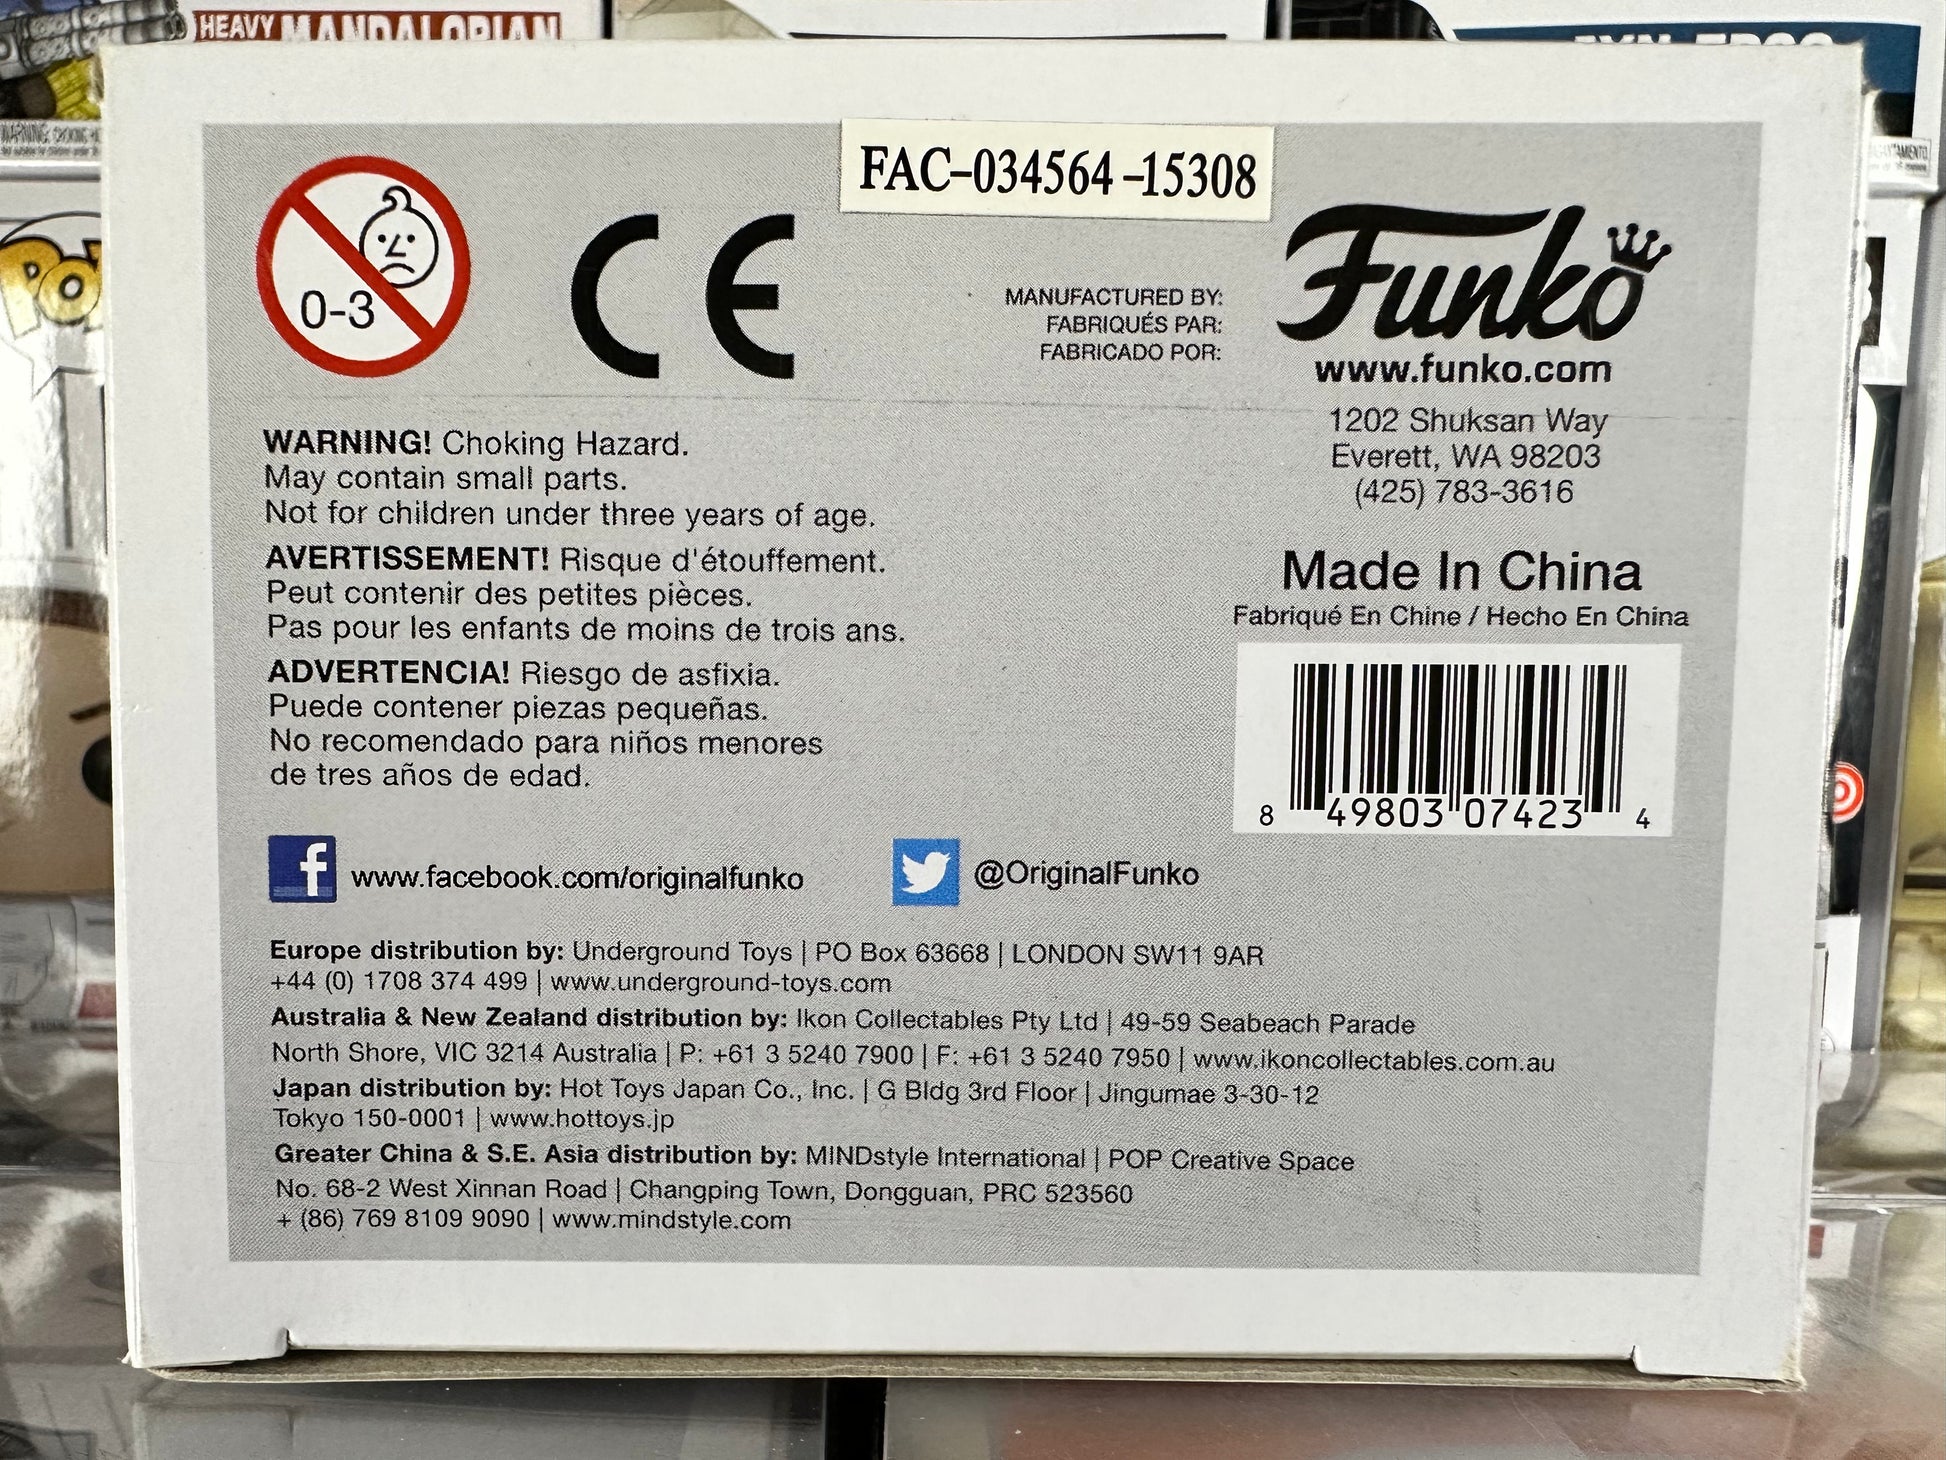 HEAVY MANDALORIAN
FAC-034564-15308
0-3
CE
MANUFACTURED BY:
FABRIQUÉS PAR:
FABRICADO POR:
Funko
www.funko.com
1202 Shuksan Way
Everett, WA 98203
(425) 783-3616
WARNING! Choking Hazard.
May contain small parts.
Not for children under three years of age.
AVERTISSEMENT! Risque d'étouffement.
Peut contenir des petites pièces.
Pas pour les enfants de moins de trois ans.
ADVERTENCIA! Riesgo de asfixia.
Puede contener piezas pequeñas.
No recomendado para niños menores
de tres años de edad.
Made In China
Fabriqué En Chine / Hecho En China
8 49803 07423 4
www.facebook.com/originalfunko
@OriginalFunko
Europe distribution by: Underground Toys | PO Box 63668 | LONDON SW11 9AR
+44 (0) 1708 374 499 | www.underground-toys.com
Australia & New Zealand distribution by: Ikon Collectables Pty Ltd | 49-59 Seabeach Parade
North Shore, VIC 3214 Australia | P: +61 3 5240 7900 | F: +61 3 5240 7950 | www.ikoncollectables.com.au
Japan distribution by: Hot Toys Japan Co., Inc. | G Bldg 3rd Floor | Jingumae 3-30-12
Tokyo 150-0001 | www.hottoys.jp
Greater China & S.E. Asia distribution by: MINDstyle International | POP Creative Space
No. 68-2 West Xinnan Road | Changping Town, Dongguan, PRC 523560
+ (86) 769 8109 9090 | www.mindstyle.com